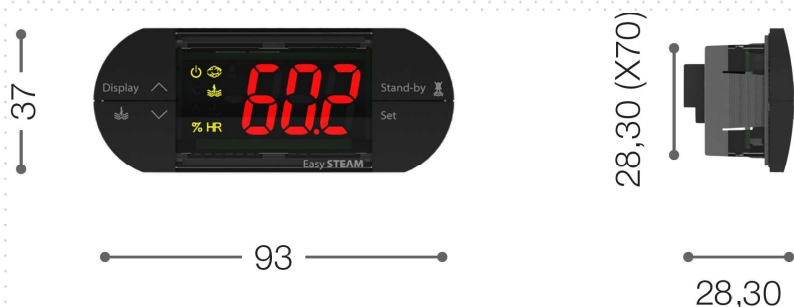 37
Display
Stand-by
Set
% HR
60.2
Easy STEAM
93
28,30 (X70)
28,30